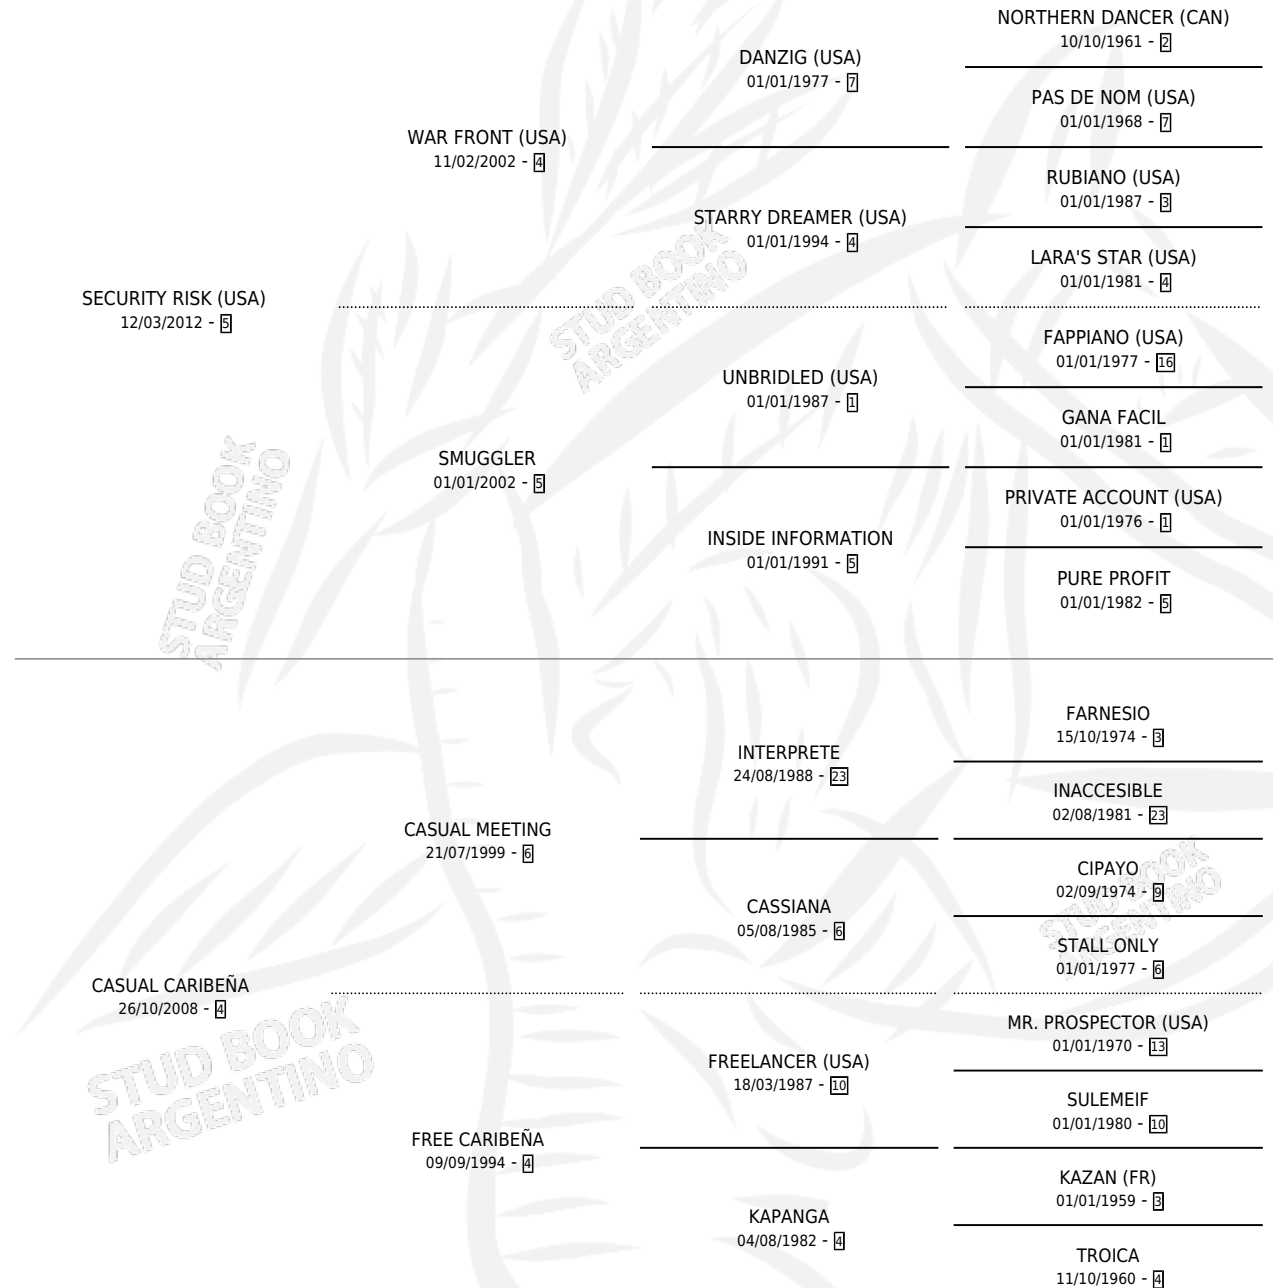 NORTHERN DANCER (CAN)
10/10/1961 - 2
DANZIG (USA)
01/01/1977 - 7
PAS DE NOM (USA)
01/01/1968 - 7
WAR FRONT (USA)
11/02/2002 - 4
RUBIANO (USA)
01/01/1987 - 3
STARRY DREAMER (USA)
01/01/1994 - 4
LARA'S STAR (USA)
01/01/1981 - 4
SECURITY RISK (USA)
12/03/2012 - 5
FAPPIANO (USA)
01/01/1977 - 16
UNBRIDLED (USA)
01/01/1987 - 1
GANA FACIL
01/01/1981 - 1
SMUGGLER
01/01/2002 - 5
PRIVATE ACCOUNT (USA)
01/01/1976 - 1
INSIDE INFORMATION
01/01/1991 - 5
PURE PROFIT
01/01/1982 - 5
STUD BOOK
ARGENTINO
STUD BOOK
ARGENTINO
FARNESIO
15/10/1974 - 3
INTERPRETE
24/08/1988 - 23
INACCESIBLE
02/08/1981 - 23
CASUAL MEETING
21/07/1999 - 6
CIPAYO
02/09/1974 - 9
CASSIANA
05/08/1985 - 6
STALL ONLY
01/01/1977 - 6
CASUAL CARIBEÑA
26/10/2008 - 4
MR. PROSPECTOR (USA)
01/01/1970 - 13
FREELANCER (USA)
18/03/1987 - 10
SULEMEIF
01/01/1980 - 10
FREE CARIBEÑA
09/09/1994 - 4
KAZAN (FR)
01/01/1959 - 3
KAPANGA
04/08/1982 - 4
TROICA
11/10/1960 - 4
STUD BOOK
ARGENTINO
STUD BOOK
ARGENTINO